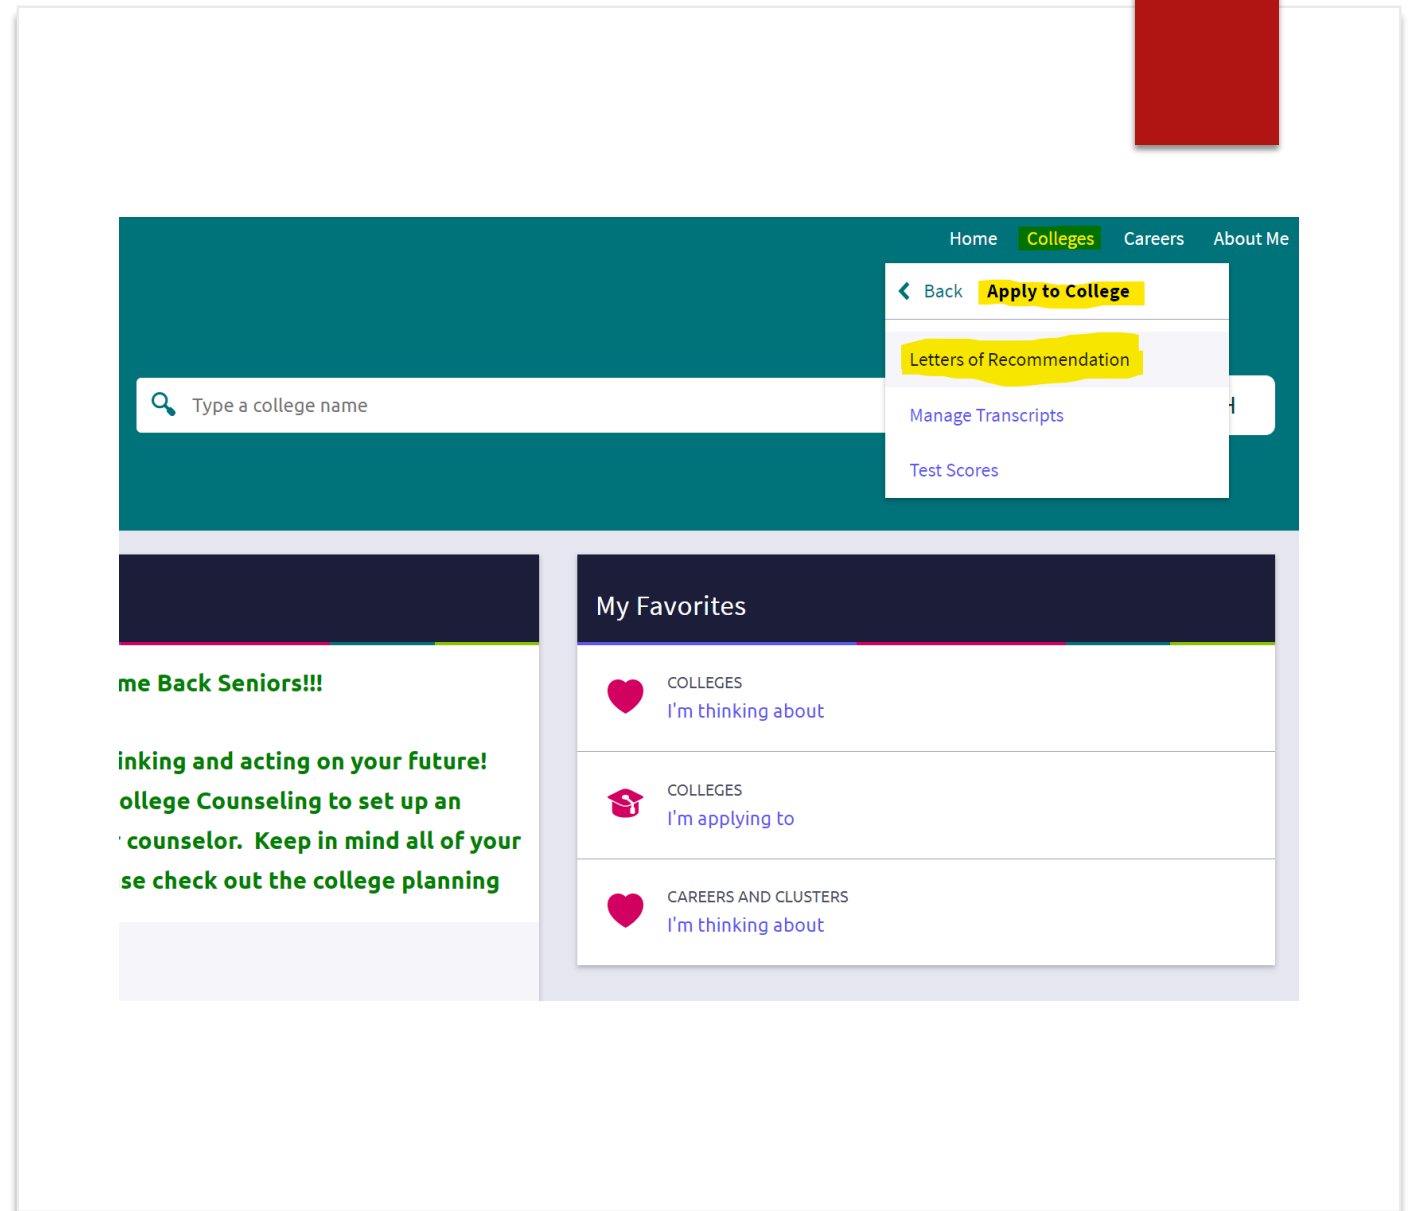 Home Colleges Careers About Me
Back Apply to College
Letters of Recommendation
Type a college name
Manage Transcripts
Test Scores
My Favorites
me Back Seniors!!!
COLLEGES
I'm thinking about
inking and acting on your future!
ollege Counseling to set up an
counselor. Keep in mind all of your
se check out the college planning
COLLEGES
I'm applying to
CAREERS AND CLUSTERS
I'm thinking about